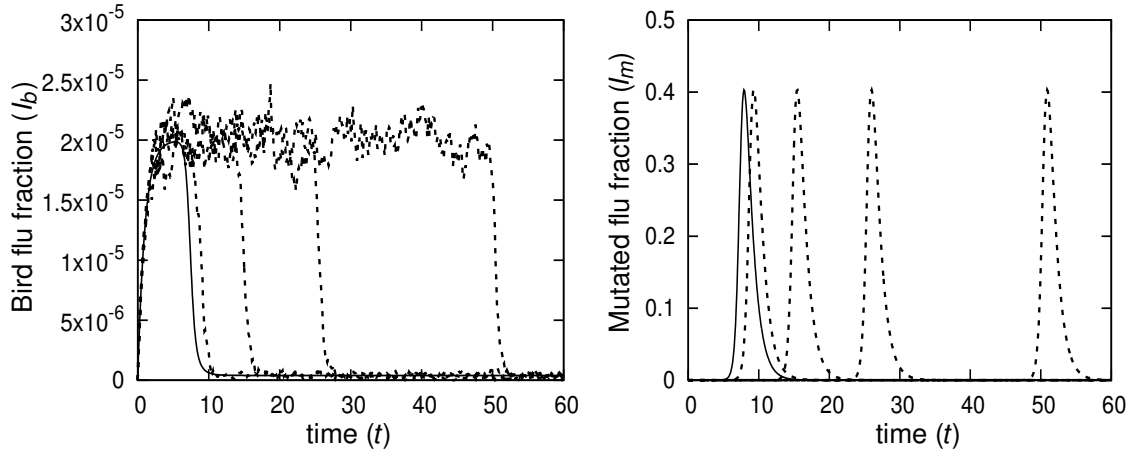 3x10⁻⁵
2.5x10⁻⁵
2x10⁻⁵
1.5x10⁻⁵
1x10⁻⁵
5x10⁻⁶
0
Bird flu fraction (I_b)
0 10 20 30 40 50 60
time (t)
0.5
0.4
0.3
0.2
0.1
0
Mutated flu fraction (I_m)
0 10 20 30 40 50 60
time (t)